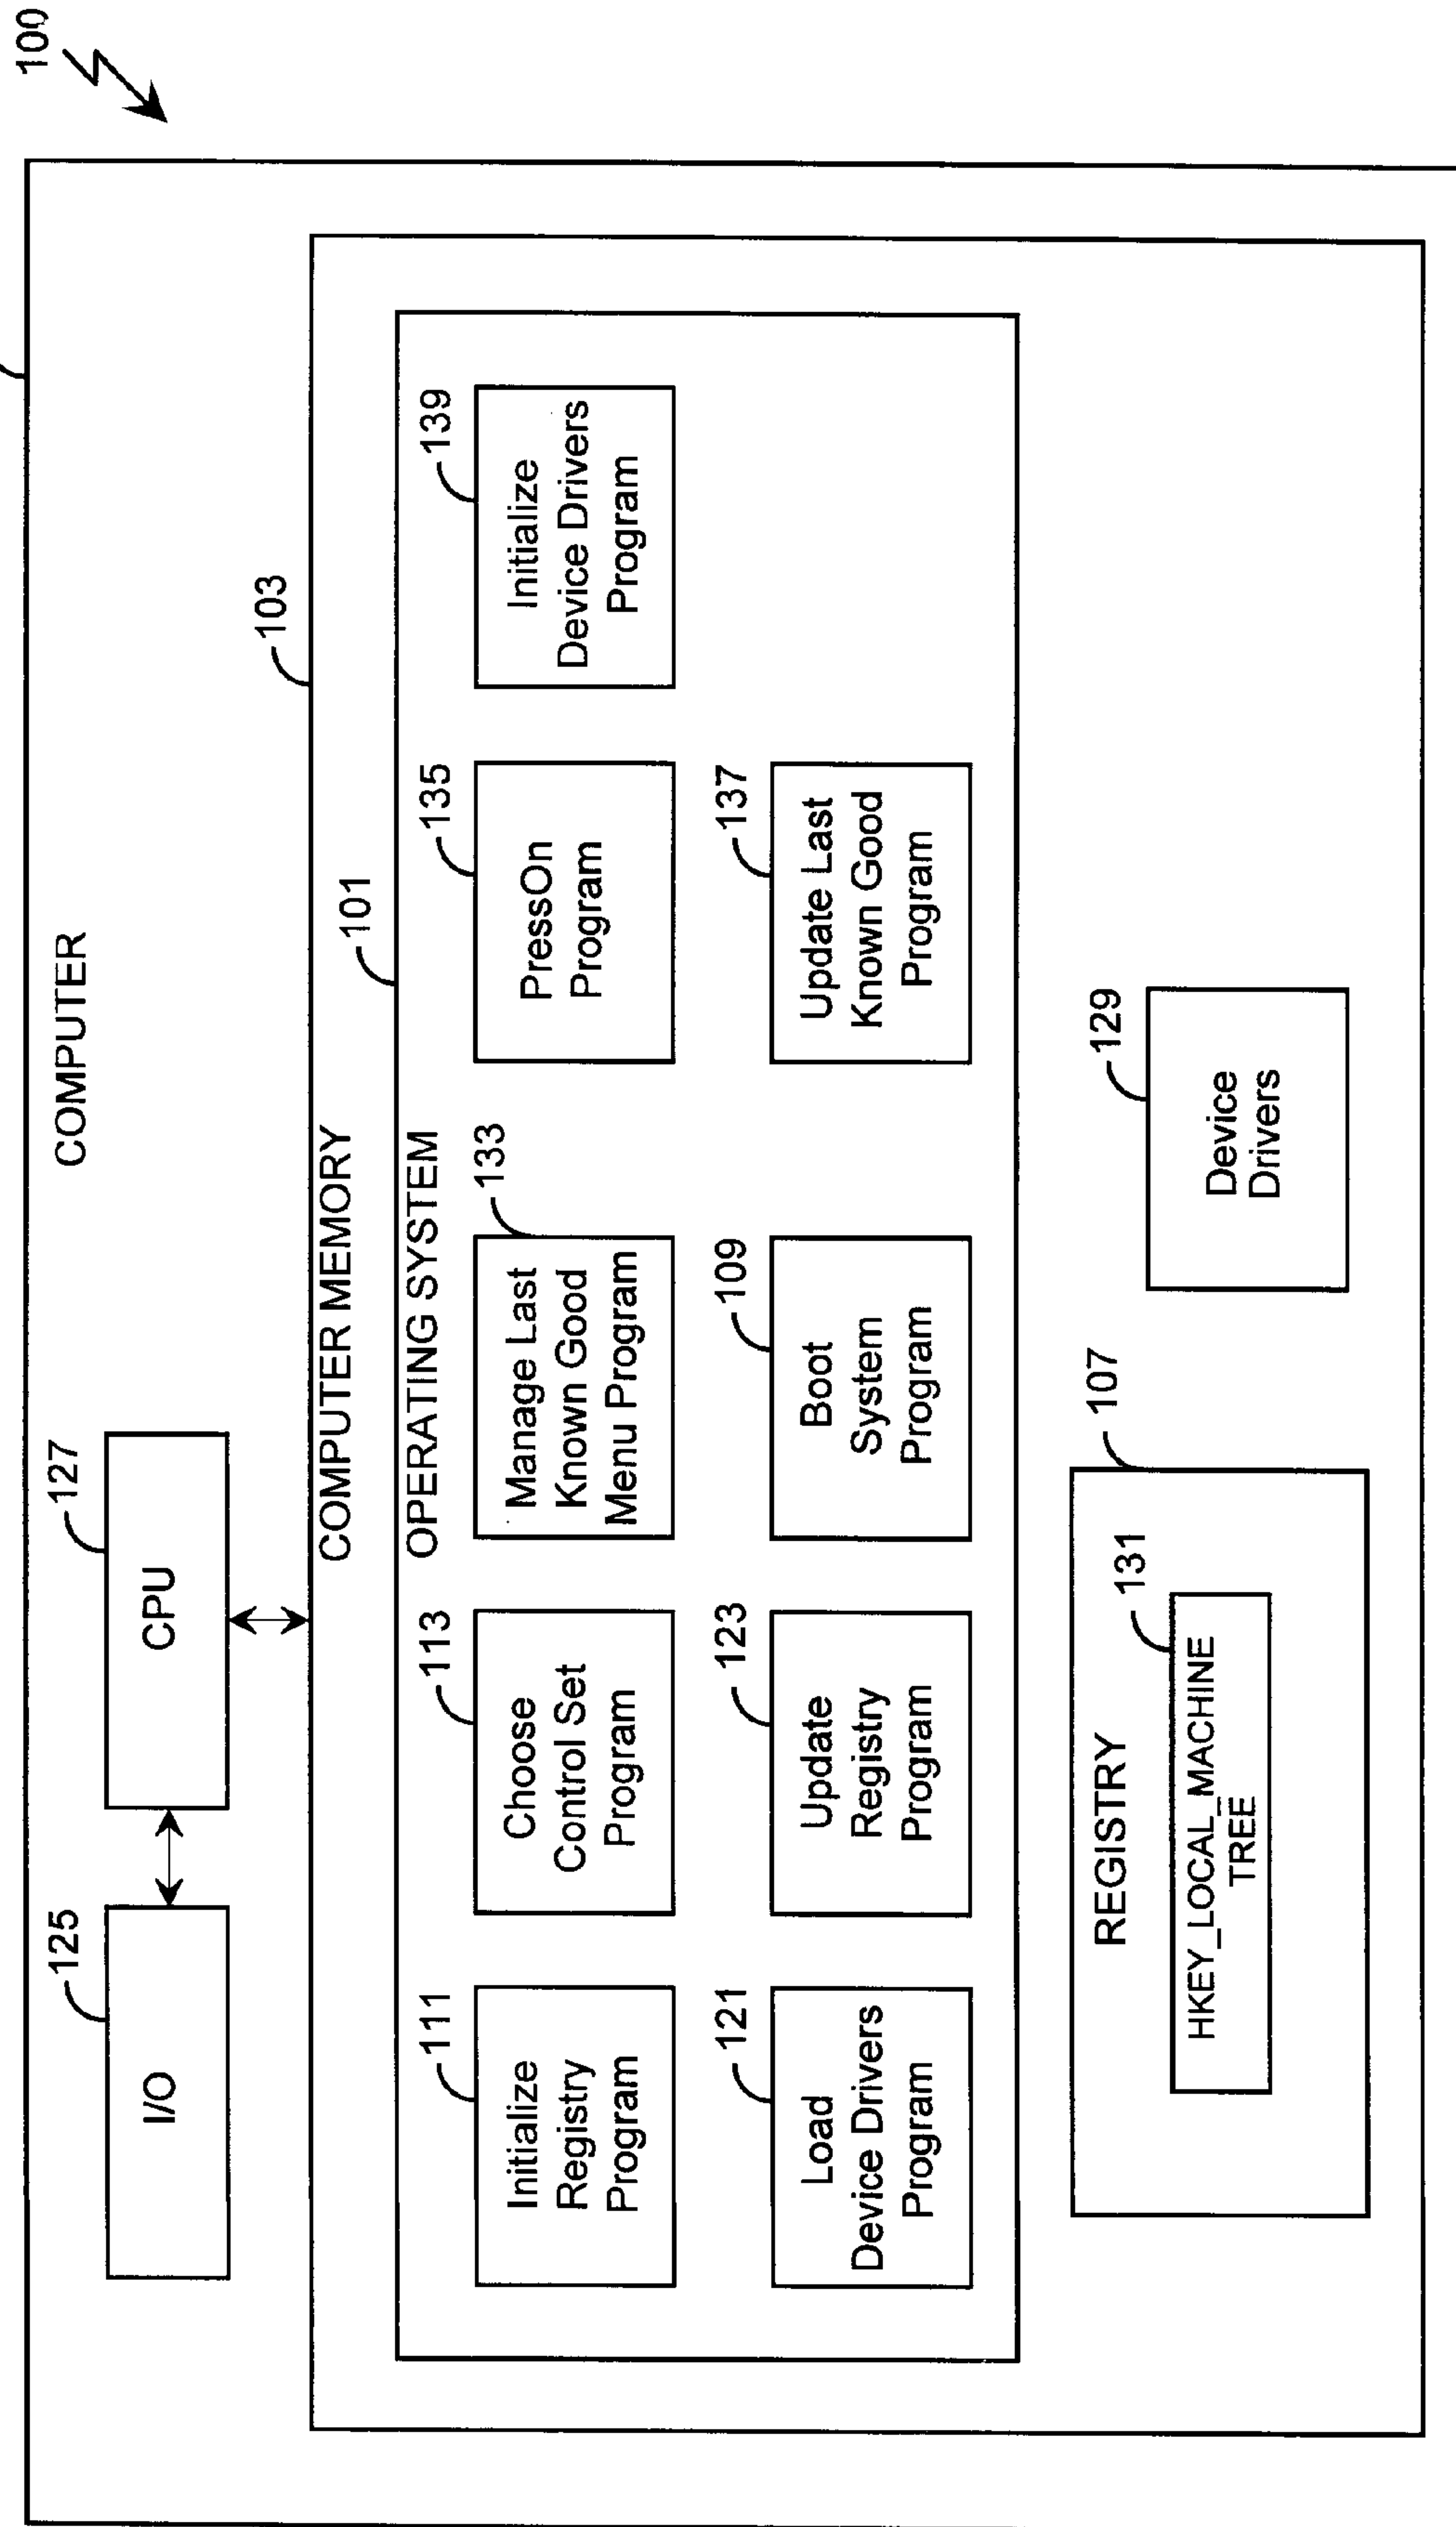 100
COMPUTER
125
I/O
127
CPU
103
COMPUTER MEMORY
101
OPERATING SYSTEM
111
Initialize
Registry
Program
113
Choose
Control Set
Program
133
Manage Last
Known Good
Menu Program
135
PressOn
Program
139
Initialize
Device Drivers
Program
121
Load
Device Drivers
Program
123
Update
Registry
Program
109
Boot
System
Program
137
Update Last
Known Good
Program
107
REGISTRY
131
HKEY_LOCAL_MACHINE
TREE
129
Device
Drivers